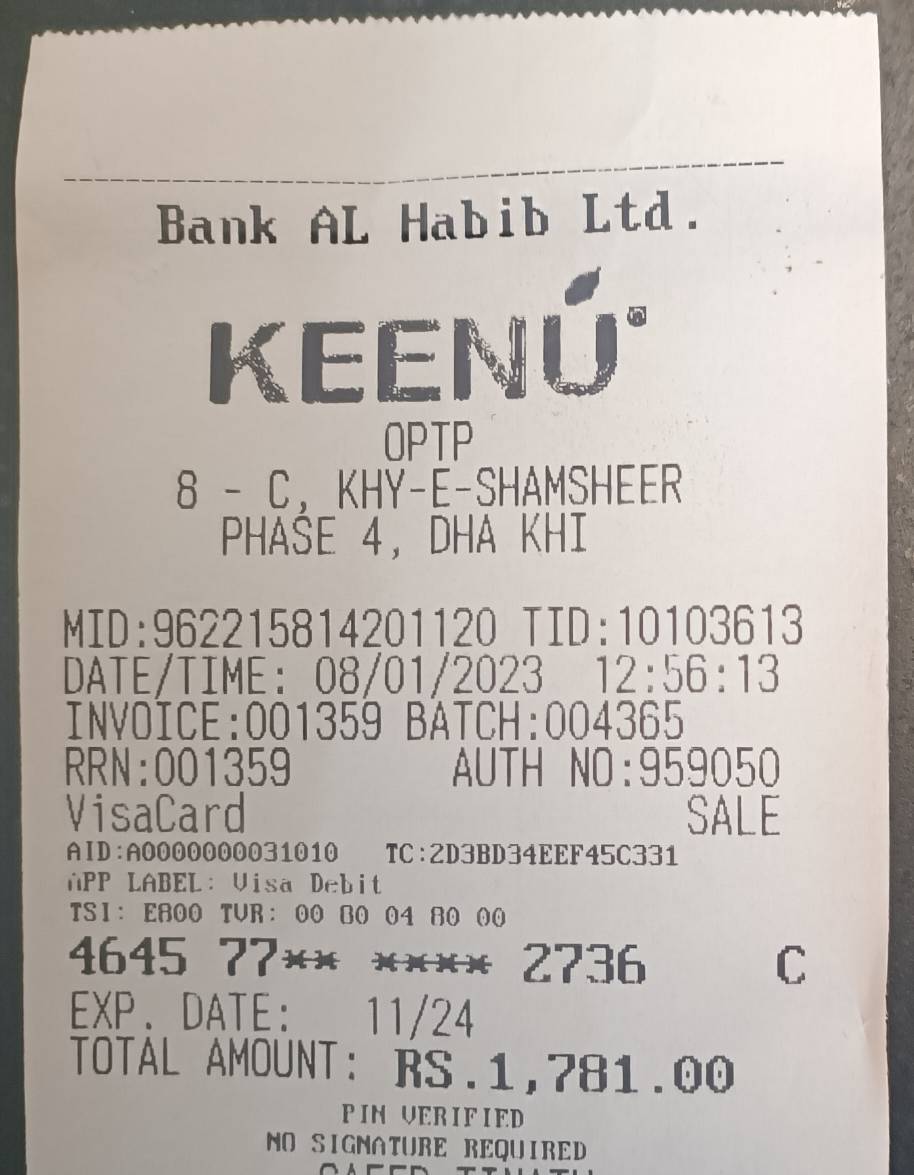 Bank AL Habib Ltd.
KEENÚ®
OPTP
8 - C, KHY-E-SHAMSHEER
PHASE 4, DHA KHI
MID:962215814201120 TID:10103613
DATE/TIME: 08/01/2023 12:56:13
INVOICE:001359 BATCH:004365
RRN:001359 AUTH NO:959050
VisaCard SALE
AID:A0000000031010 TC:2D3BD34EEF45C331
APP LABEL: Visa Debit
TSI: E800 TVR: 00 80 04 80 00
4645 77** **** 2736 C
EXP. DATE: 11/24
TOTAL AMOUNT: RS.1,781.00
PIN VERIFIED
NO SIGNATURE REQUIRED